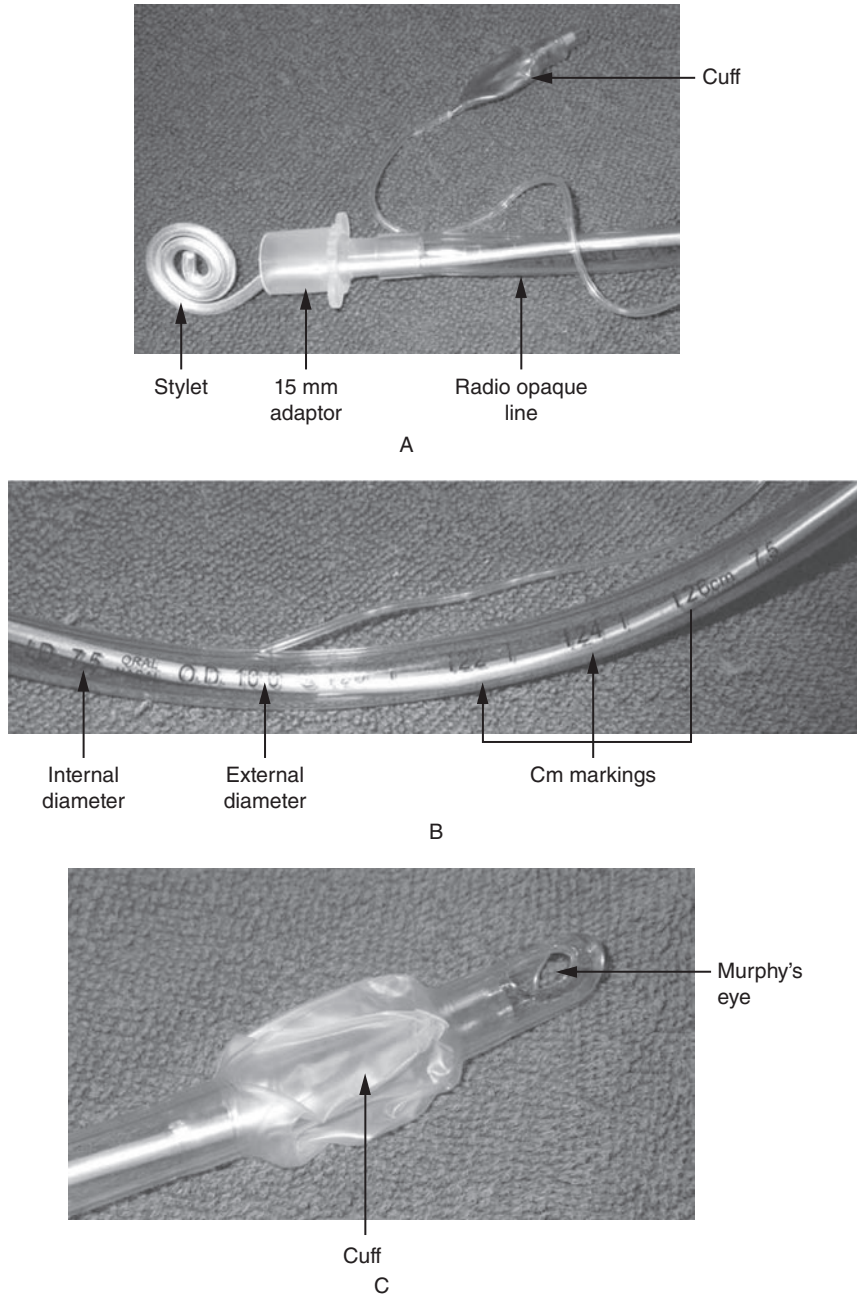 Cuff
Stylet
15 mm
adaptor
Radio opaque
line
A
I.D. 7.5 ORAL
O.D. 10.0
22
24
26cm 7.5
Internal
diameter
External
diameter
Cm markings
B
Murphy's
eye
Cuff
C